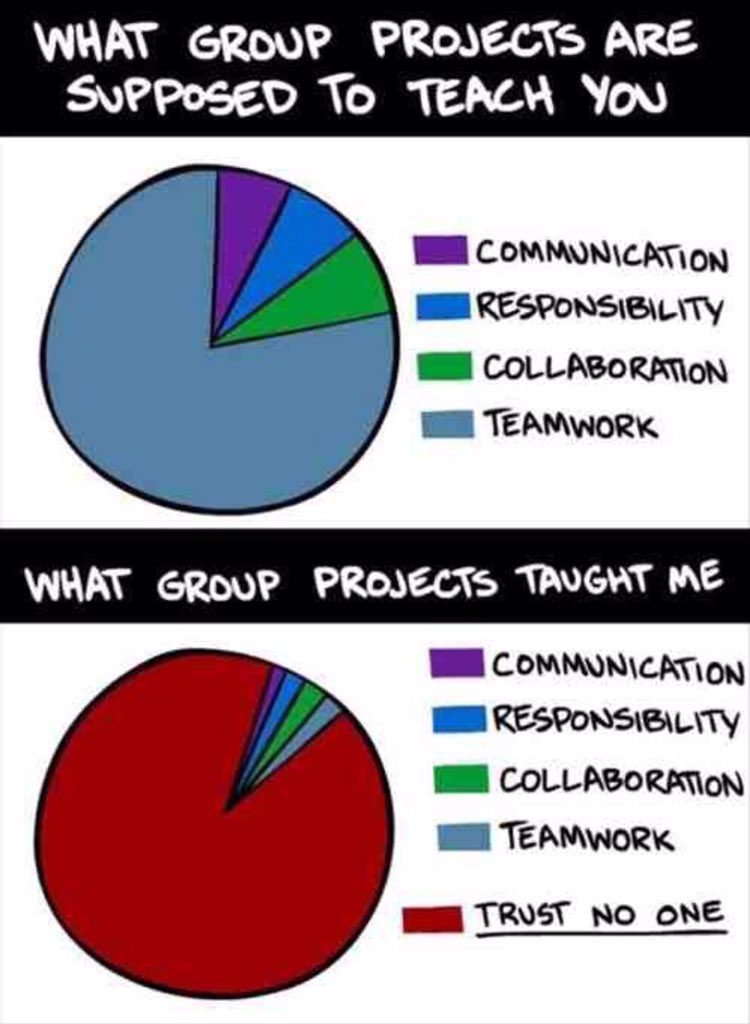 WHAT GROUP PROJECTS ARE
SUPPOSED TO TEACH YOU
COMMUNICATION
RESPONSIBILITY
COLLABORATION
TEAMWORK
WHAT GROUP PROJECTS TAUGHT ME
COMMUNICATION
RESPONSIBILITY
COLLABORATION
TEAMWORK
TRUST NO ONE